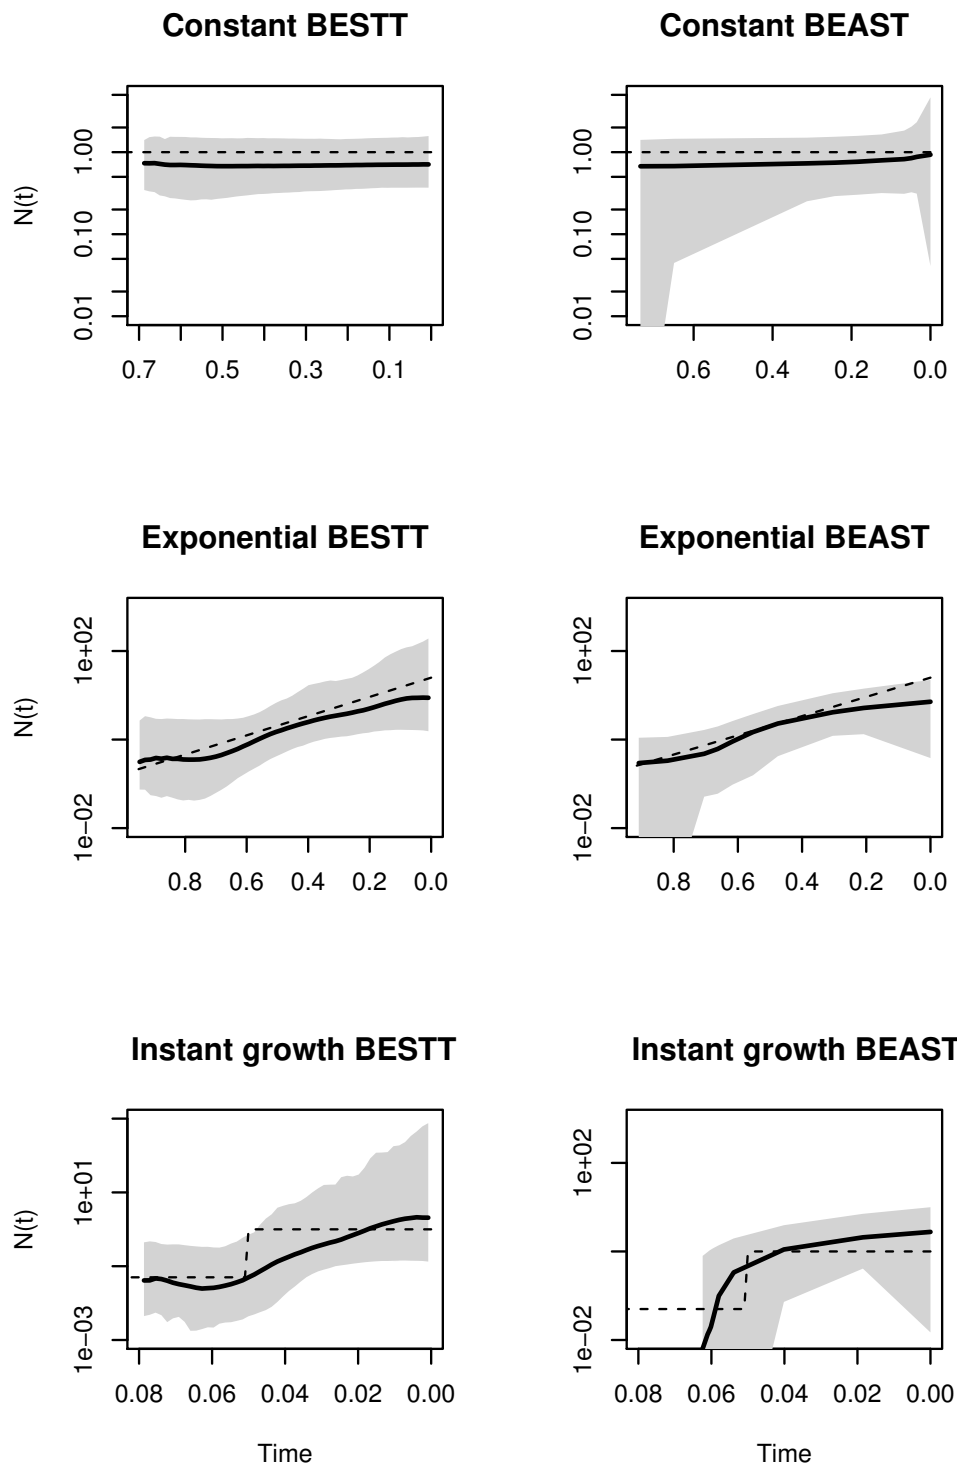 Constant BESTT
Constant BEAST
N(t)
0.01 0.10 1.00
0.7 0.5 0.3 0.1
0.01 0.10 1.00
0.6 0.4 0.2 0.0
Exponential BESTT
Exponential BEAST
N(t)
1e−02 1e+02
0.8 0.6 0.4 0.2 0.0
1e−02 1e+02
0.8 0.6 0.4 0.2 0.0
Instant growth BESTT
Instant growth BEAST
N(t)
1e−03 1e+01
0.08 0.06 0.04 0.02 0.00
Time
1e−02 1e+02
0.08 0.06 0.04 0.02 0.00
Time